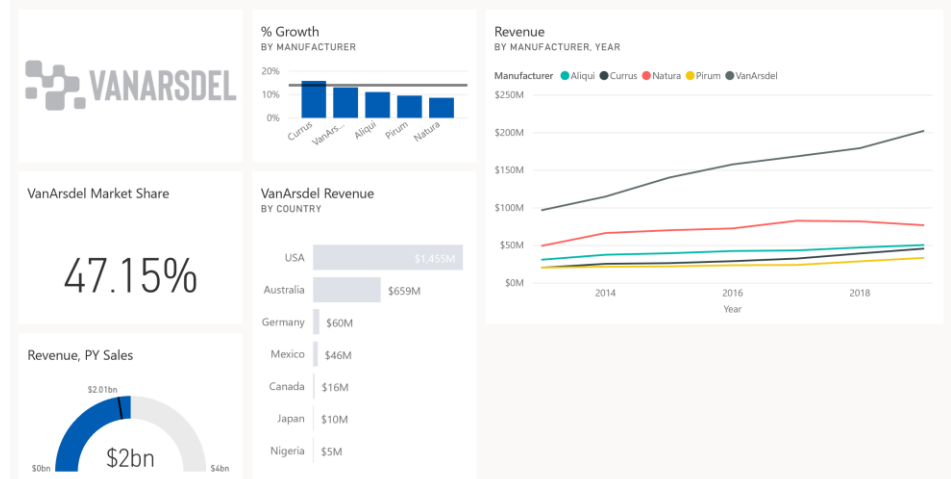 VANARSDEL
% Growth
BY MANUFACTURER
20%
10%
0%
Currus
VanArs...
Aliqui
Pirum
Natura
Revenue
BY MANUFACTURER, YEAR
Manufacturer Aliqui Currus Natura Pirum VanArsdel
$250M
$200M
$150M
$100M
$50M
$0M
2014 2016 2018
Year
VanArsdel Market Share
47.15%
VanArsdel Revenue
BY COUNTRY
USA $1,455M
Australia $659M
Germany $60M
Mexico $46M
Canada $16M
Japan $10M
Nigeria $5M
Revenue, PY Sales
$2.01bn
$2bn
$0bn $4bn